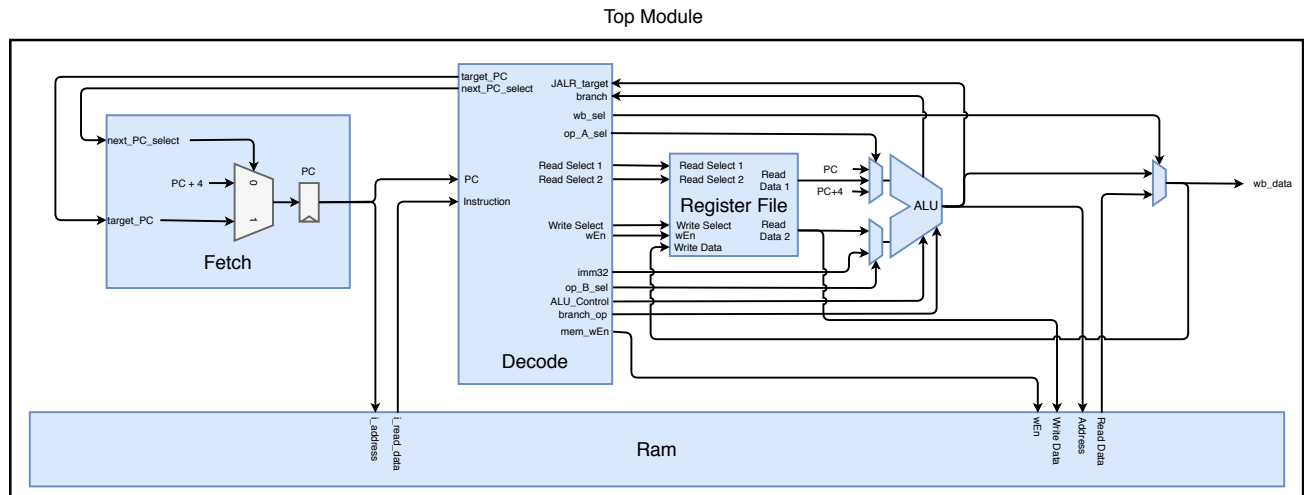 Top Module
target_PC
next_PC_select
JALR_target
branch
wb_sel
op_A_sel
next_PC_select
PC + 4
0
1
target_PC
PC
Fetch
Read Select 1
Read Select 2
PC
Instruction
Write Select
wEn
imm32
op_B_sel
ALU_Control
branch_op
mem_wEn
Decode
Read Select 1
Read Select 2
Read
Data 1
Register File
Write Select
wEn
Write Data
Read
Data 2
PC
PC+4
ALU
wb_data
i_address
i_read_data
Ram
wEn
Write Data
Address
Read Data